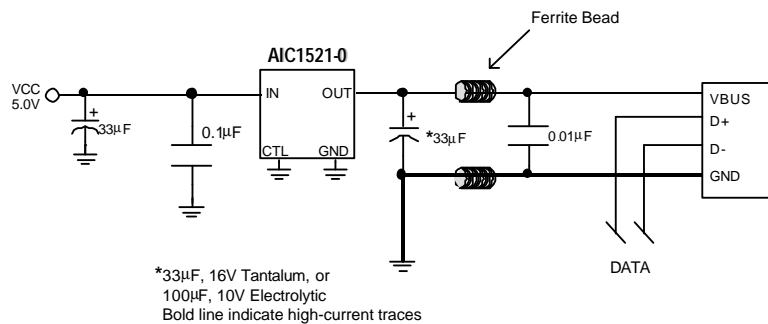 Ferrite Bead
AIC1521-0
VCC
5.0V
+
33µF
0.1µF
IN
OUT
CTL
GND
+
*33µF
0.01µF
VBUS
D+
D-
GND
DATA
*33µF, 16V Tantalum, or
100µF, 10V Electrolytic
Bold line indicate high-current traces